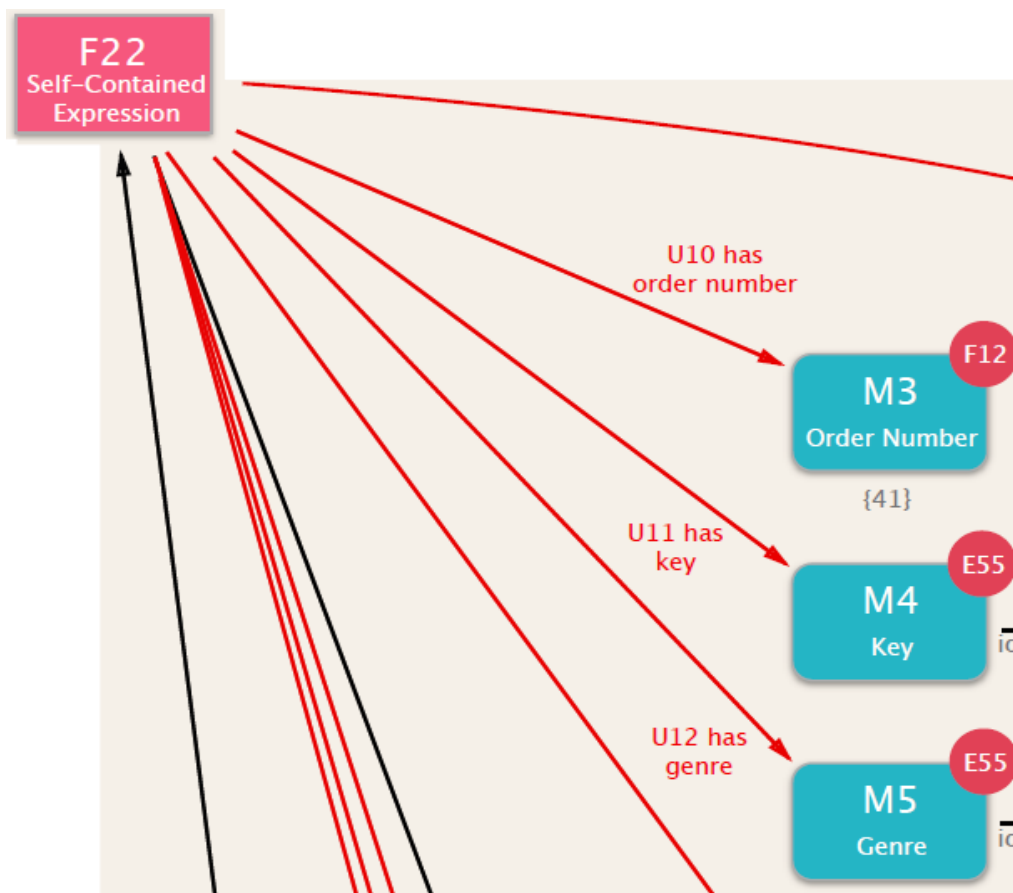 F22
Self-Contained
Expression
U10 has
order number
F12
M3
Order Number
{41}
U11 has
key
E55
M4
Key
U12 has
genre
E55
M5
Genre